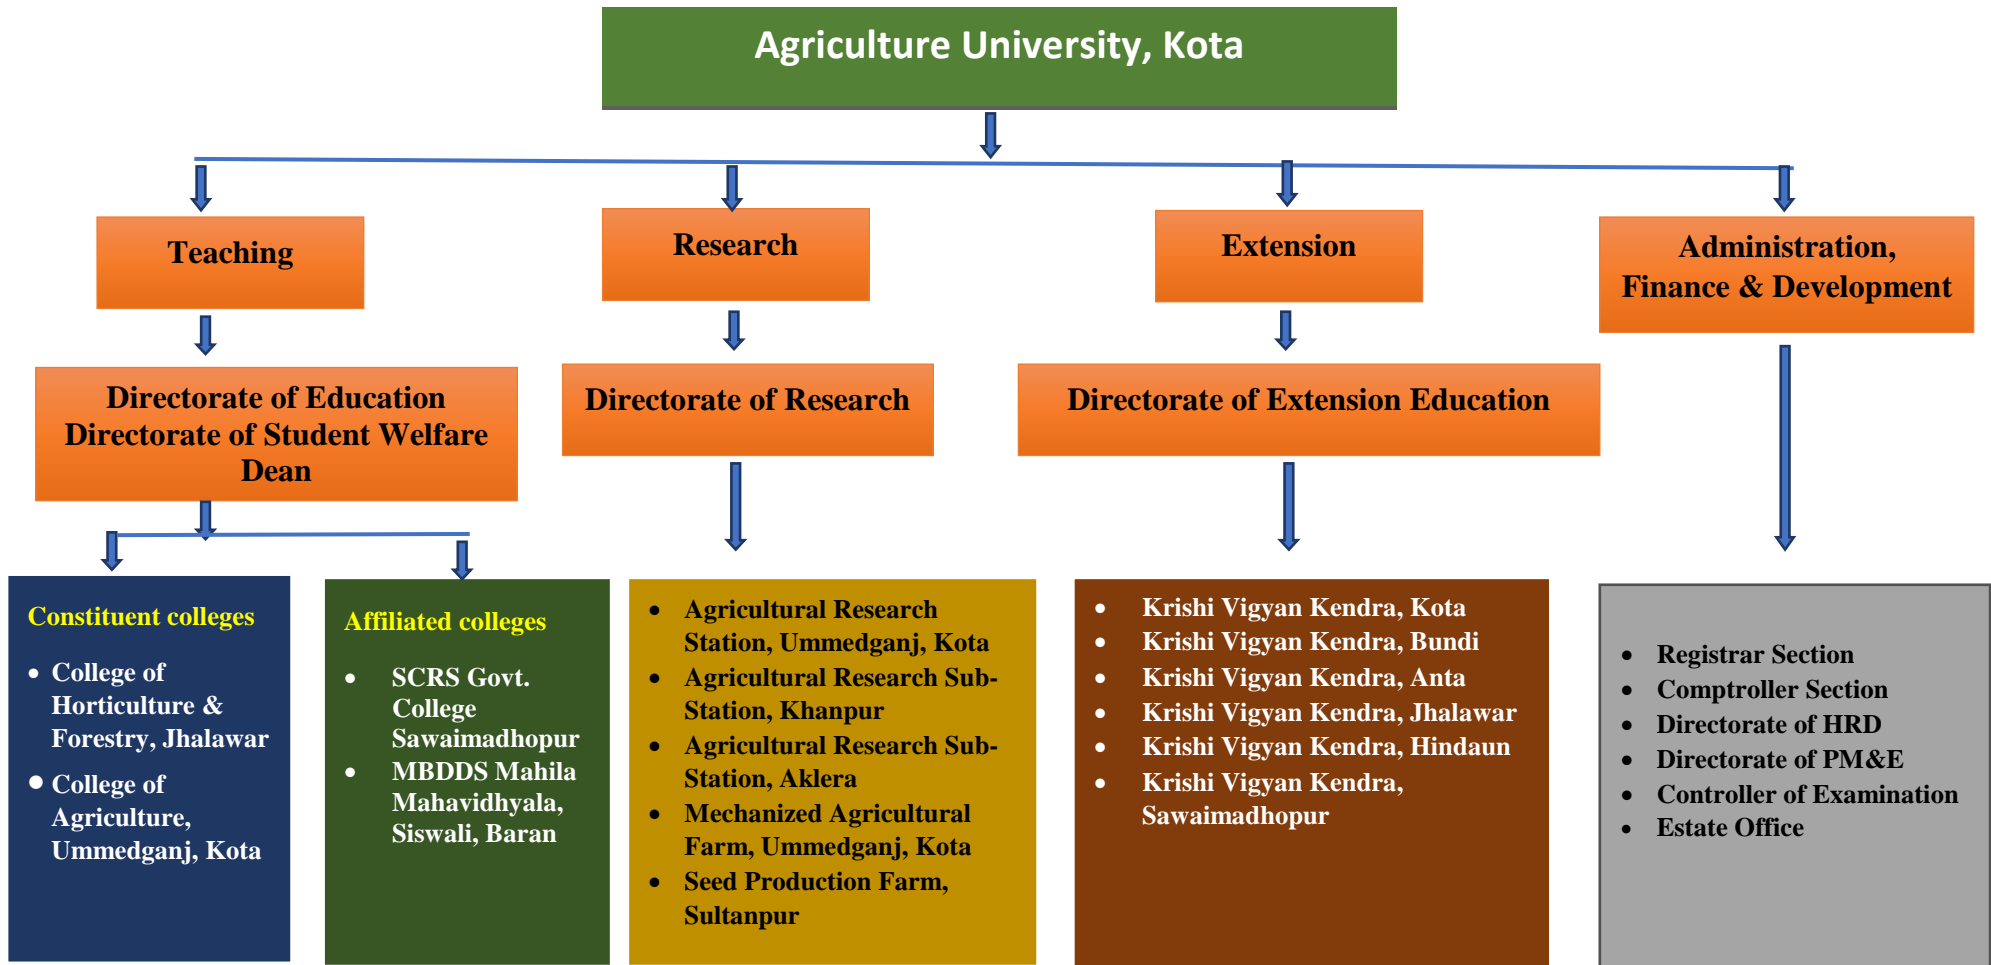 Agriculture University, Kota
Teaching
Research
Extension
Administration,
Finance & Development
Directorate of Education
Directorate of Student Welfare
Dean
Directorate of Research
Directorate of Extension Education
Constituent colleges
• College of
Horticulture &
Forestry, Jhalawar
• College of
Agriculture,
Ummedganj, Kota
Affiliated colleges
• SCRS Govt.
College
Sawaimadhopur
• MBDDS Mahila
Mahavidhyala,
Siswali, Baran
• Agricultural Research
Station, Ummedganj, Kota
• Agricultural Research Sub-
Station, Khanpur
• Agricultural Research Sub-
Station, Aklera
• Mechanized Agricultural
Farm, Ummedganj, Kota
• Seed Production Farm,
Sultanpur
• Krishi Vigyan Kendra, Kota
• Krishi Vigyan Kendra, Bundi
• Krishi Vigyan Kendra, Anta
• Krishi Vigyan Kendra, Jhalawar
• Krishi Vigyan Kendra, Hindaun
• Krishi Vigyan Kendra,
Sawaimadhopur
• Registrar Section
• Comptroller Section
• Directorate of HRD
• Directorate of PM&E
• Controller of Examination
• Estate Office